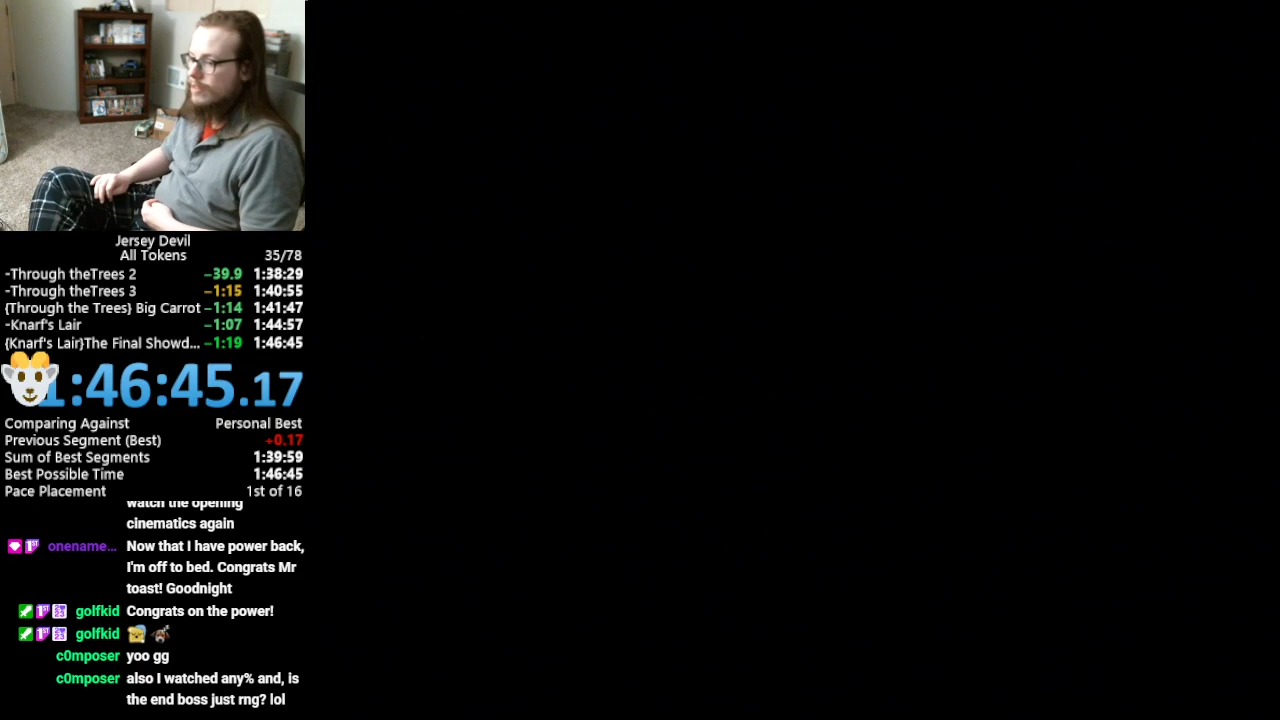 Jersey Devil
All Tokens 35/78
-Through theTrees 2 −39.9 1:38:29
-Through theTrees 3 −1:15 1:40:55
{Through the Trees} Big Carrot −1:14 1:41:47
-Knarf's Lair −1:07 1:44:57
{Knarf's Lair}The Final Showd... −1:19 1:46:45
1:46:45.17
Comparing Against Personal Best
Previous Segment (Best) +0.17
Sum of Best Segments 1:39:59
Best Possible Time 1:46:45
Pace Placement 1st of 16
watch the opening
cinematics again
onename... Now that I have power back,
I'm off to bed. Congrats Mr
toast! Goodnight
golfkid Congrats on the power!
golfkid
c0mposer yoo gg
c0mposer also I watched any% and, is
the end boss just rng? lol